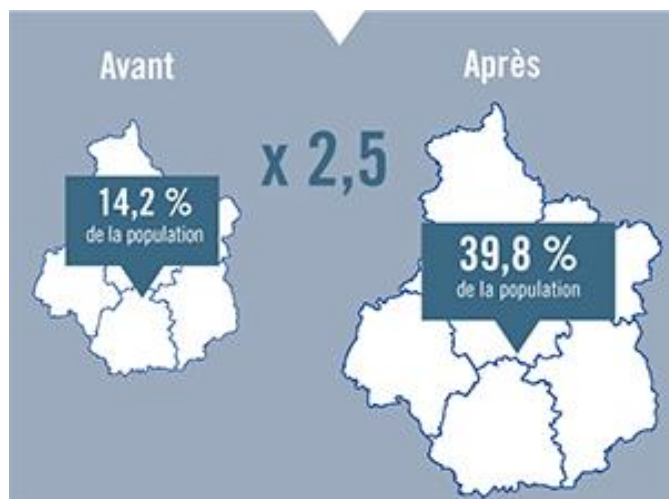 Avant
Après
x 2,5
14,2 %
de la population
39,8 %
de la population